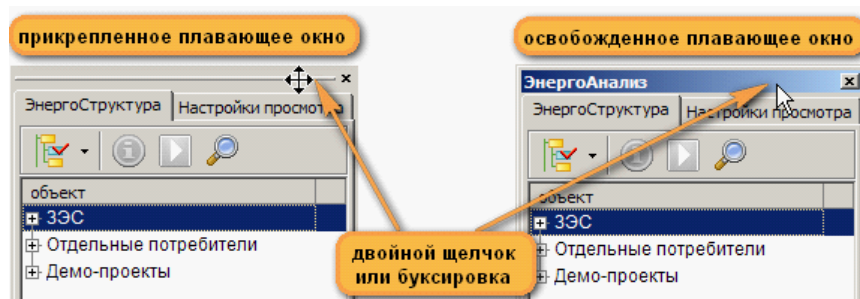 прикрепленное плавающее окно
освобожденное плавающее окно
ЭнергоАнализ
ЭнергоСтруктура Настройки просмотра
ЭнергоСтруктура Настройки просмотра
объект
объект
ЗЭС
ЗЭС
Отдельные потребители
Отдельные потребители
Демо-проекты
Демо-проекты
двойной щелчок
или буксировка